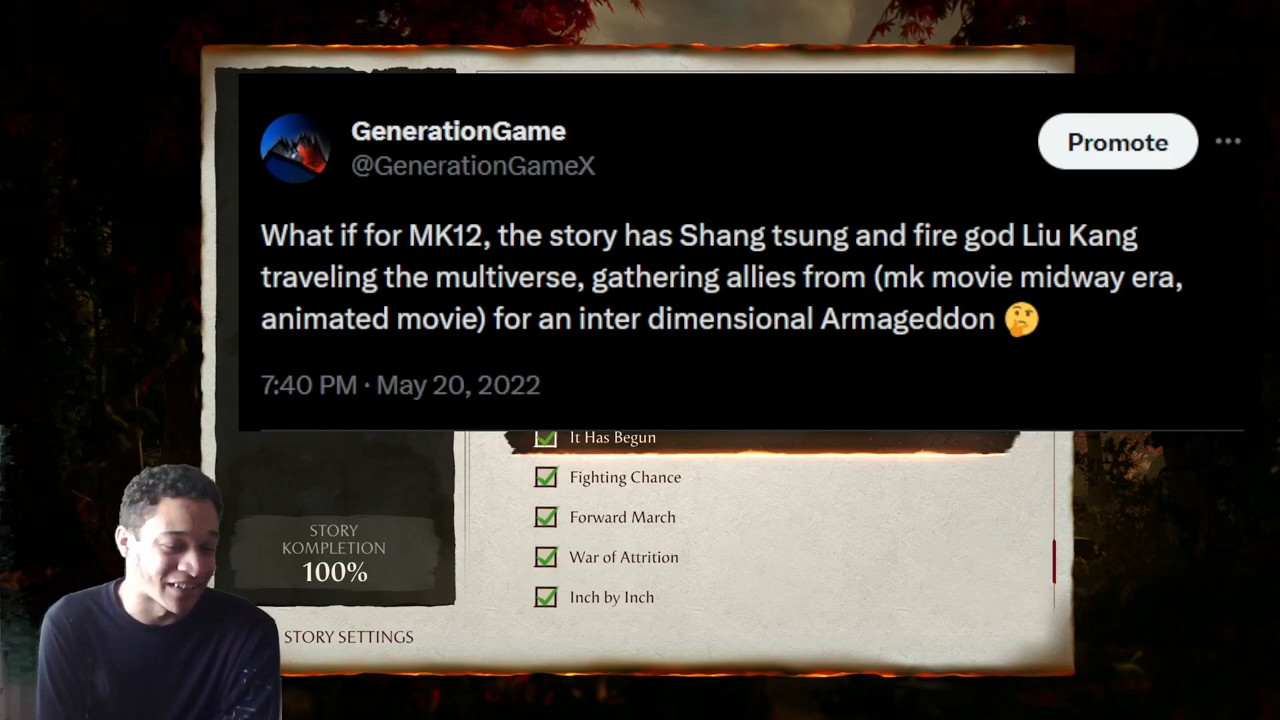 GenerationGame
@GenerationGameX
Promote
What if for MK12, the story has Shang tsung and fire god Liu Kang
traveling the multiverse, gathering allies from (mk movie midway era,
animated movie) for an inter dimensional Armageddon 🤔
7:40 PM · May 20, 2022
It Has Begun
Fighting Chance
Forward March
War of Attrition
Inch by Inch
STORY
KOMPLETION
100%
STORY SETTINGS